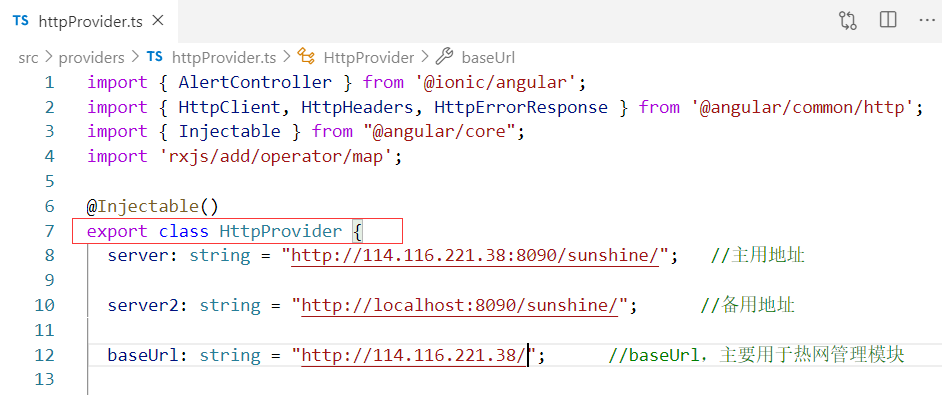 TS httpProvider.ts
src > providers > TS httpProvider.ts > HttpProvider > baseUrl
1 import { AlertController } from '@ionic/angular';
2 import { HttpClient, HttpHeaders, HttpErrorResponse } from '@angular/common/http';
3 import { Injectable } from "@angular/core";
4 import 'rxjs/add/operator/map';
5
6 @Injectable()
7 export class HttpProvider {
8 server: string = "http://114.116.221.38:8090/sunshine/"; //主用地址
9
10 server2: string = "http://localhost:8090/sunshine/"; //备用地址
11
12 baseUrl: string = "http://114.116.221.38/"; //baseUrl，主要用于热网管理模块
13